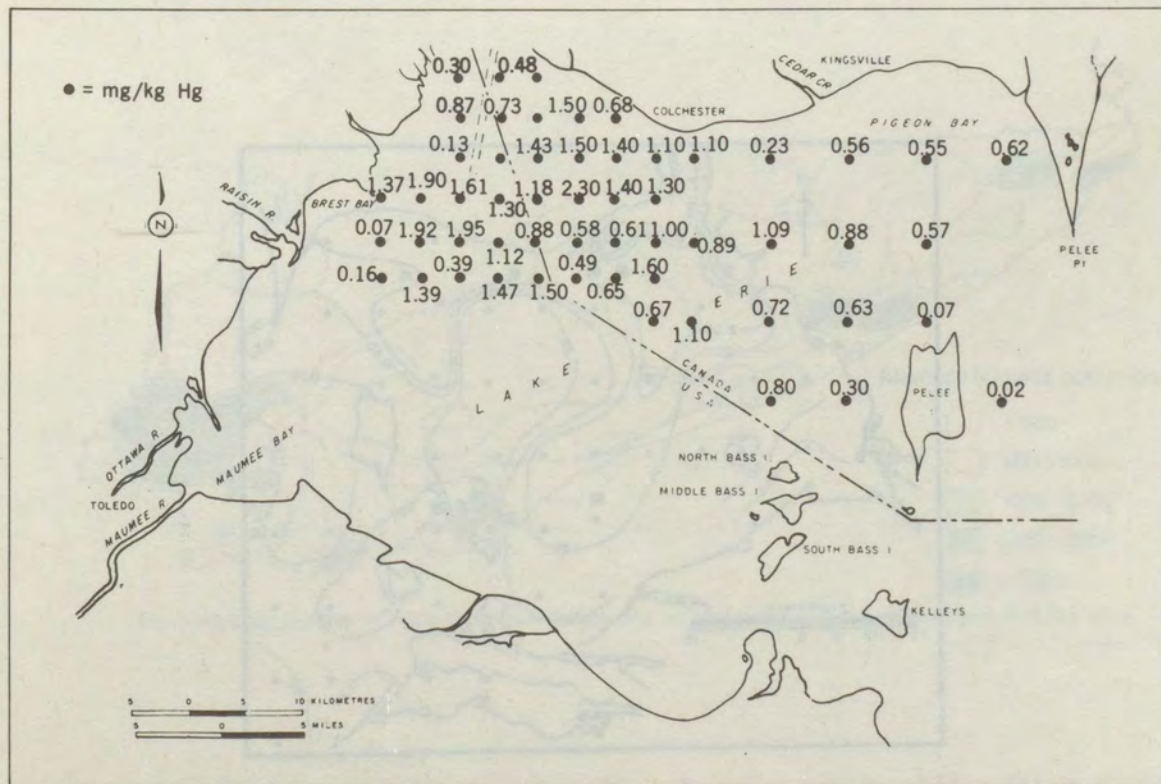 ● = mg/kg Hg
0.30 0.48
0.87 0.73 1.50 0.68
COLCHESTER
CEDAR CR
KINGSVILLE
PIGEON BAY
0.13 1.43 1.50 1.40 1.10 1.10 0.23 0.56 0.55 0.62
1.37 1.90 1.61 1.18 2.30 1.40 1.30
1.30
RAISIN R.
BREST BAY
N
0.07 1.92 1.95 0.88 0.58 0.61 1.00 1.09 0.88 0.57
1.12 0.89
PELEE
PT
0.16 0.39 0.49 1.60
1.39 1.47 1.50 0.65
LAKE ERIE
0.67 0.72 0.63 0.07
1.10
CANADA
USA
0.80 0.30 PELEE 0.02
OTTAWA R.
MAUMEE BAY
TOLEDO
MAUMEE R.
NORTH BASS I.
MIDDLE BASS I
SOUTH BASS I
KELLEYS
5 0 5 10 KILOMETRES
5 0 5 MILES